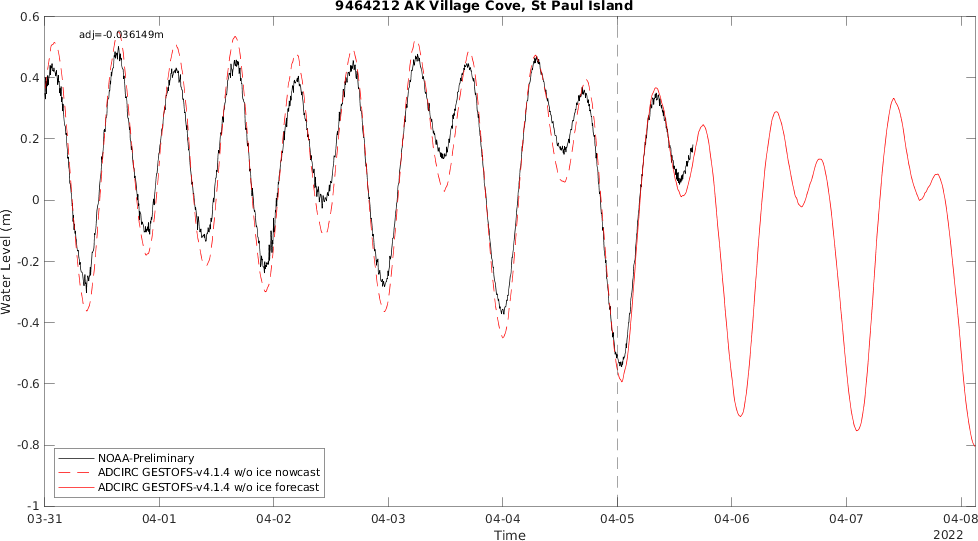 9464212 AK Village Cove, St Paul Island
adj=-0.036149m
0.6
0.4
0.2
0
-0.2
-0.4
-0.6
-0.8
-1
Water Level (m)
NOAA-Preliminary
ADCIRC GESTOFS-v4.1.4 w/o ice nowcast
ADCIRC GESTOFS-v4.1.4 w/o ice forecast
03-31 04-01 04-02 04-03 04-04 04-05 04-06 04-07 04-08
Time
2022